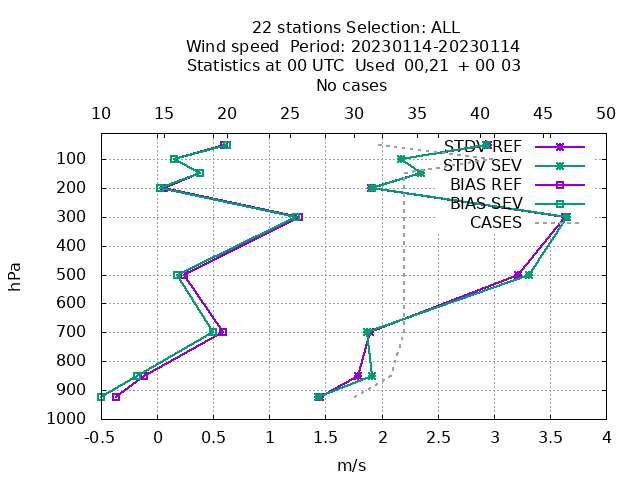 22 stations Selection: ALL
Wind speed  Period: 20230114-20230114
Statistics at 00 UTC  Used  00,21  + 00 03
No cases
10 15 20 25 30 35 40 45 50
STDV REF
STDV SEV
BIAS REF
BIAS SEV
CASES
100
200
300
400
500
600
700
800
900
1000
hPa
-0.5 0 0.5 1 1.5 2 2.5 3 3.5 4
m/s